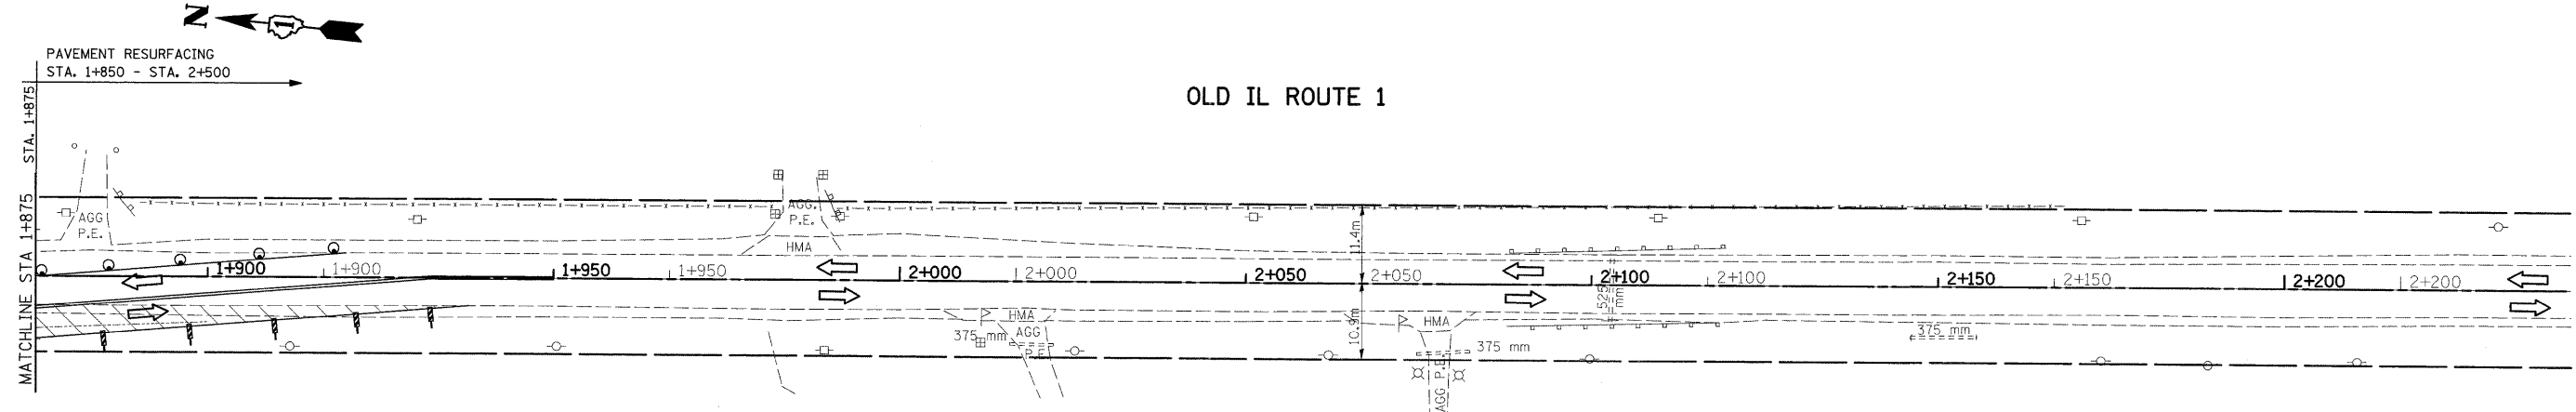 N
1
PAVEMENT RESURFACING
STA. 1+850 - STA. 2+500
OLD IL ROUTE 1
MATCHLINE STA 1+875
STA. 1+875
AGG
P.E.
AGG.
P.E.
HMA
11.4m
1+900
1+900
1+950
1+950
2+000
2+000
2+050
2+050
2+100
2+100
2+150
2+150
2+200
2+200
525
mm
HMA
AGG
P.E.
375 mm
10.9m
HMA
375 mm
AGG P.E.
375 mm